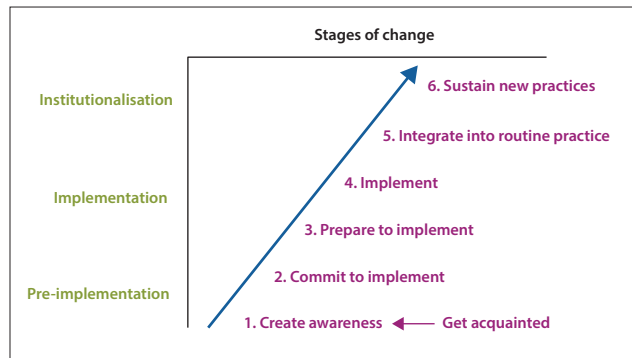 Stages of change
Institutionalisation
6. Sustain new practices
5. Integrate into routine practice
Implementation
4. Implement
3. Prepare to implement
2. Commit to implement
Pre-implementation
1. Create awareness
Get acquainted